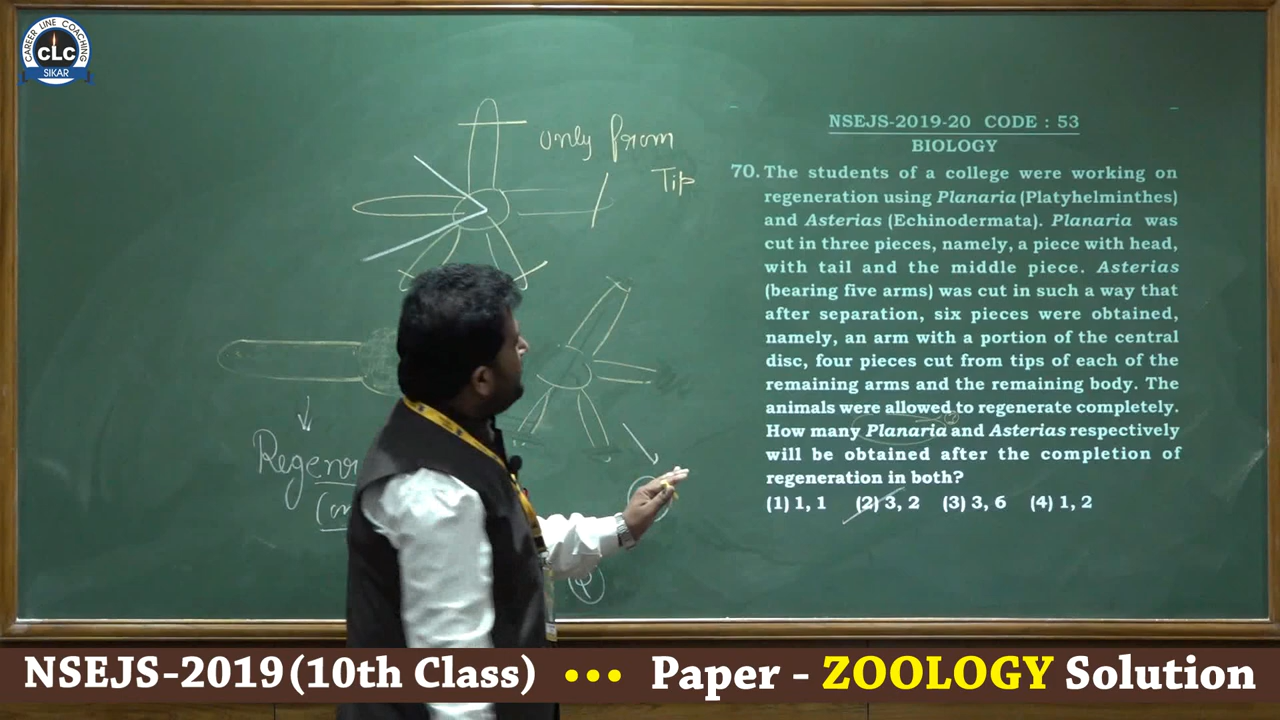 CAREER LINE COACHING
CLC
SIKAR
only from
Tip
NSEJS-2019-20 CODE : 53
BIOLOGY
70. The students of a college were working on
regeneration using Planaria (Platyhelminthes)
and Asterias (Echinodermata). Planaria was
cut in three pieces, namely, a piece with head,
with tail and the middle piece. Asterias
(bearing five arms) was cut in such a way that
after separation, six pieces were obtained,
namely, an arm with a portion of the central
disc, four pieces cut from tips of each of the
remaining arms and the remaining body. The
animals were allowed to regenerate completely.
How many Planaria and Asterias respectively
will be obtained after the completion of
regeneration in both?
(1) 1, 1 (2) 3, 2 (3) 3, 6 (4) 1, 2
NSEJS-2019(10th Class) ••• Paper - ZOOLOGY Solution